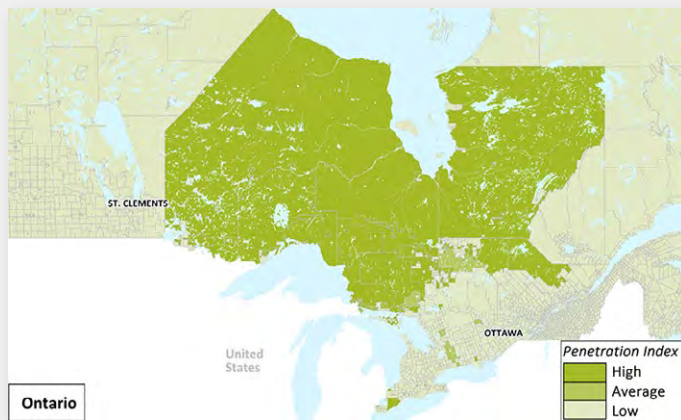 ST. CLEMENTS
OTTAWA
United
States
Penetration Index
High
Average
Low
Ontario